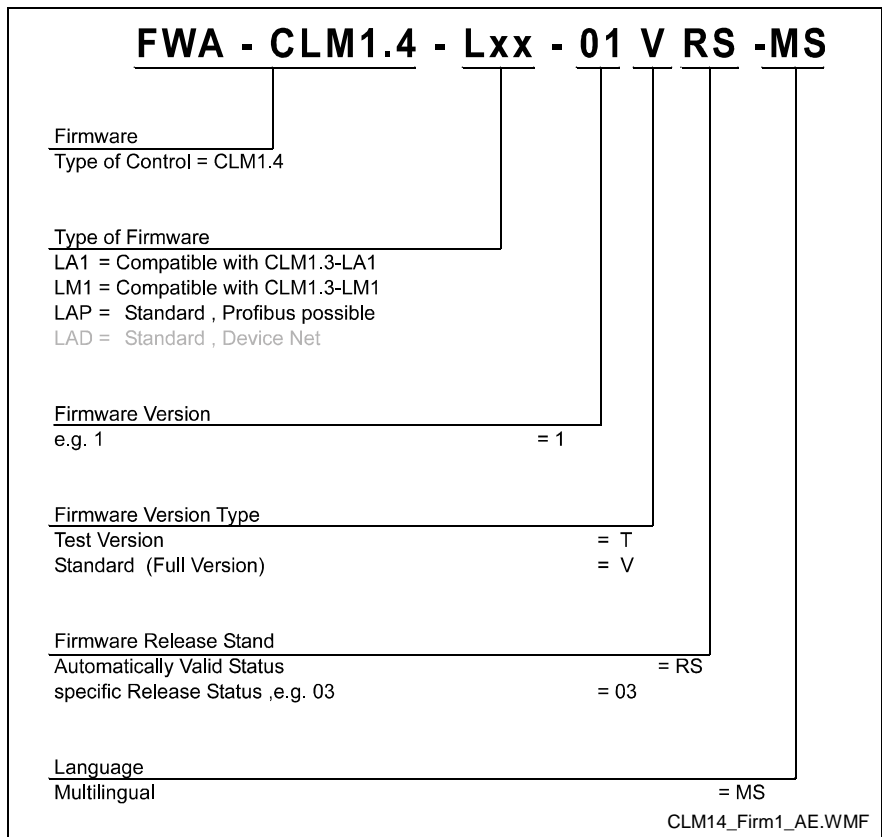 FWA - CLM1.4 - Lxx - 01 V RS -MS
Firmware
Type of Control = CLM1.4
Type of Firmware
LA1 = Compatible with CLM1.3-LA1
LM1 = Compatible with CLM1.3-LM1
LAP = Standard , Profibus possible
LAD = Standard , Device Net
Firmware Version
e.g. 1 = 1
Firmware Version Type
Test Version = T
Standard (Full Version) = V
Firmware Release Stand
Automatically Valid Status = RS
specific Release Status ,e.g. 03 = 03
Language
Multilingual = MS
CLM14_Firm1_AE.WMF